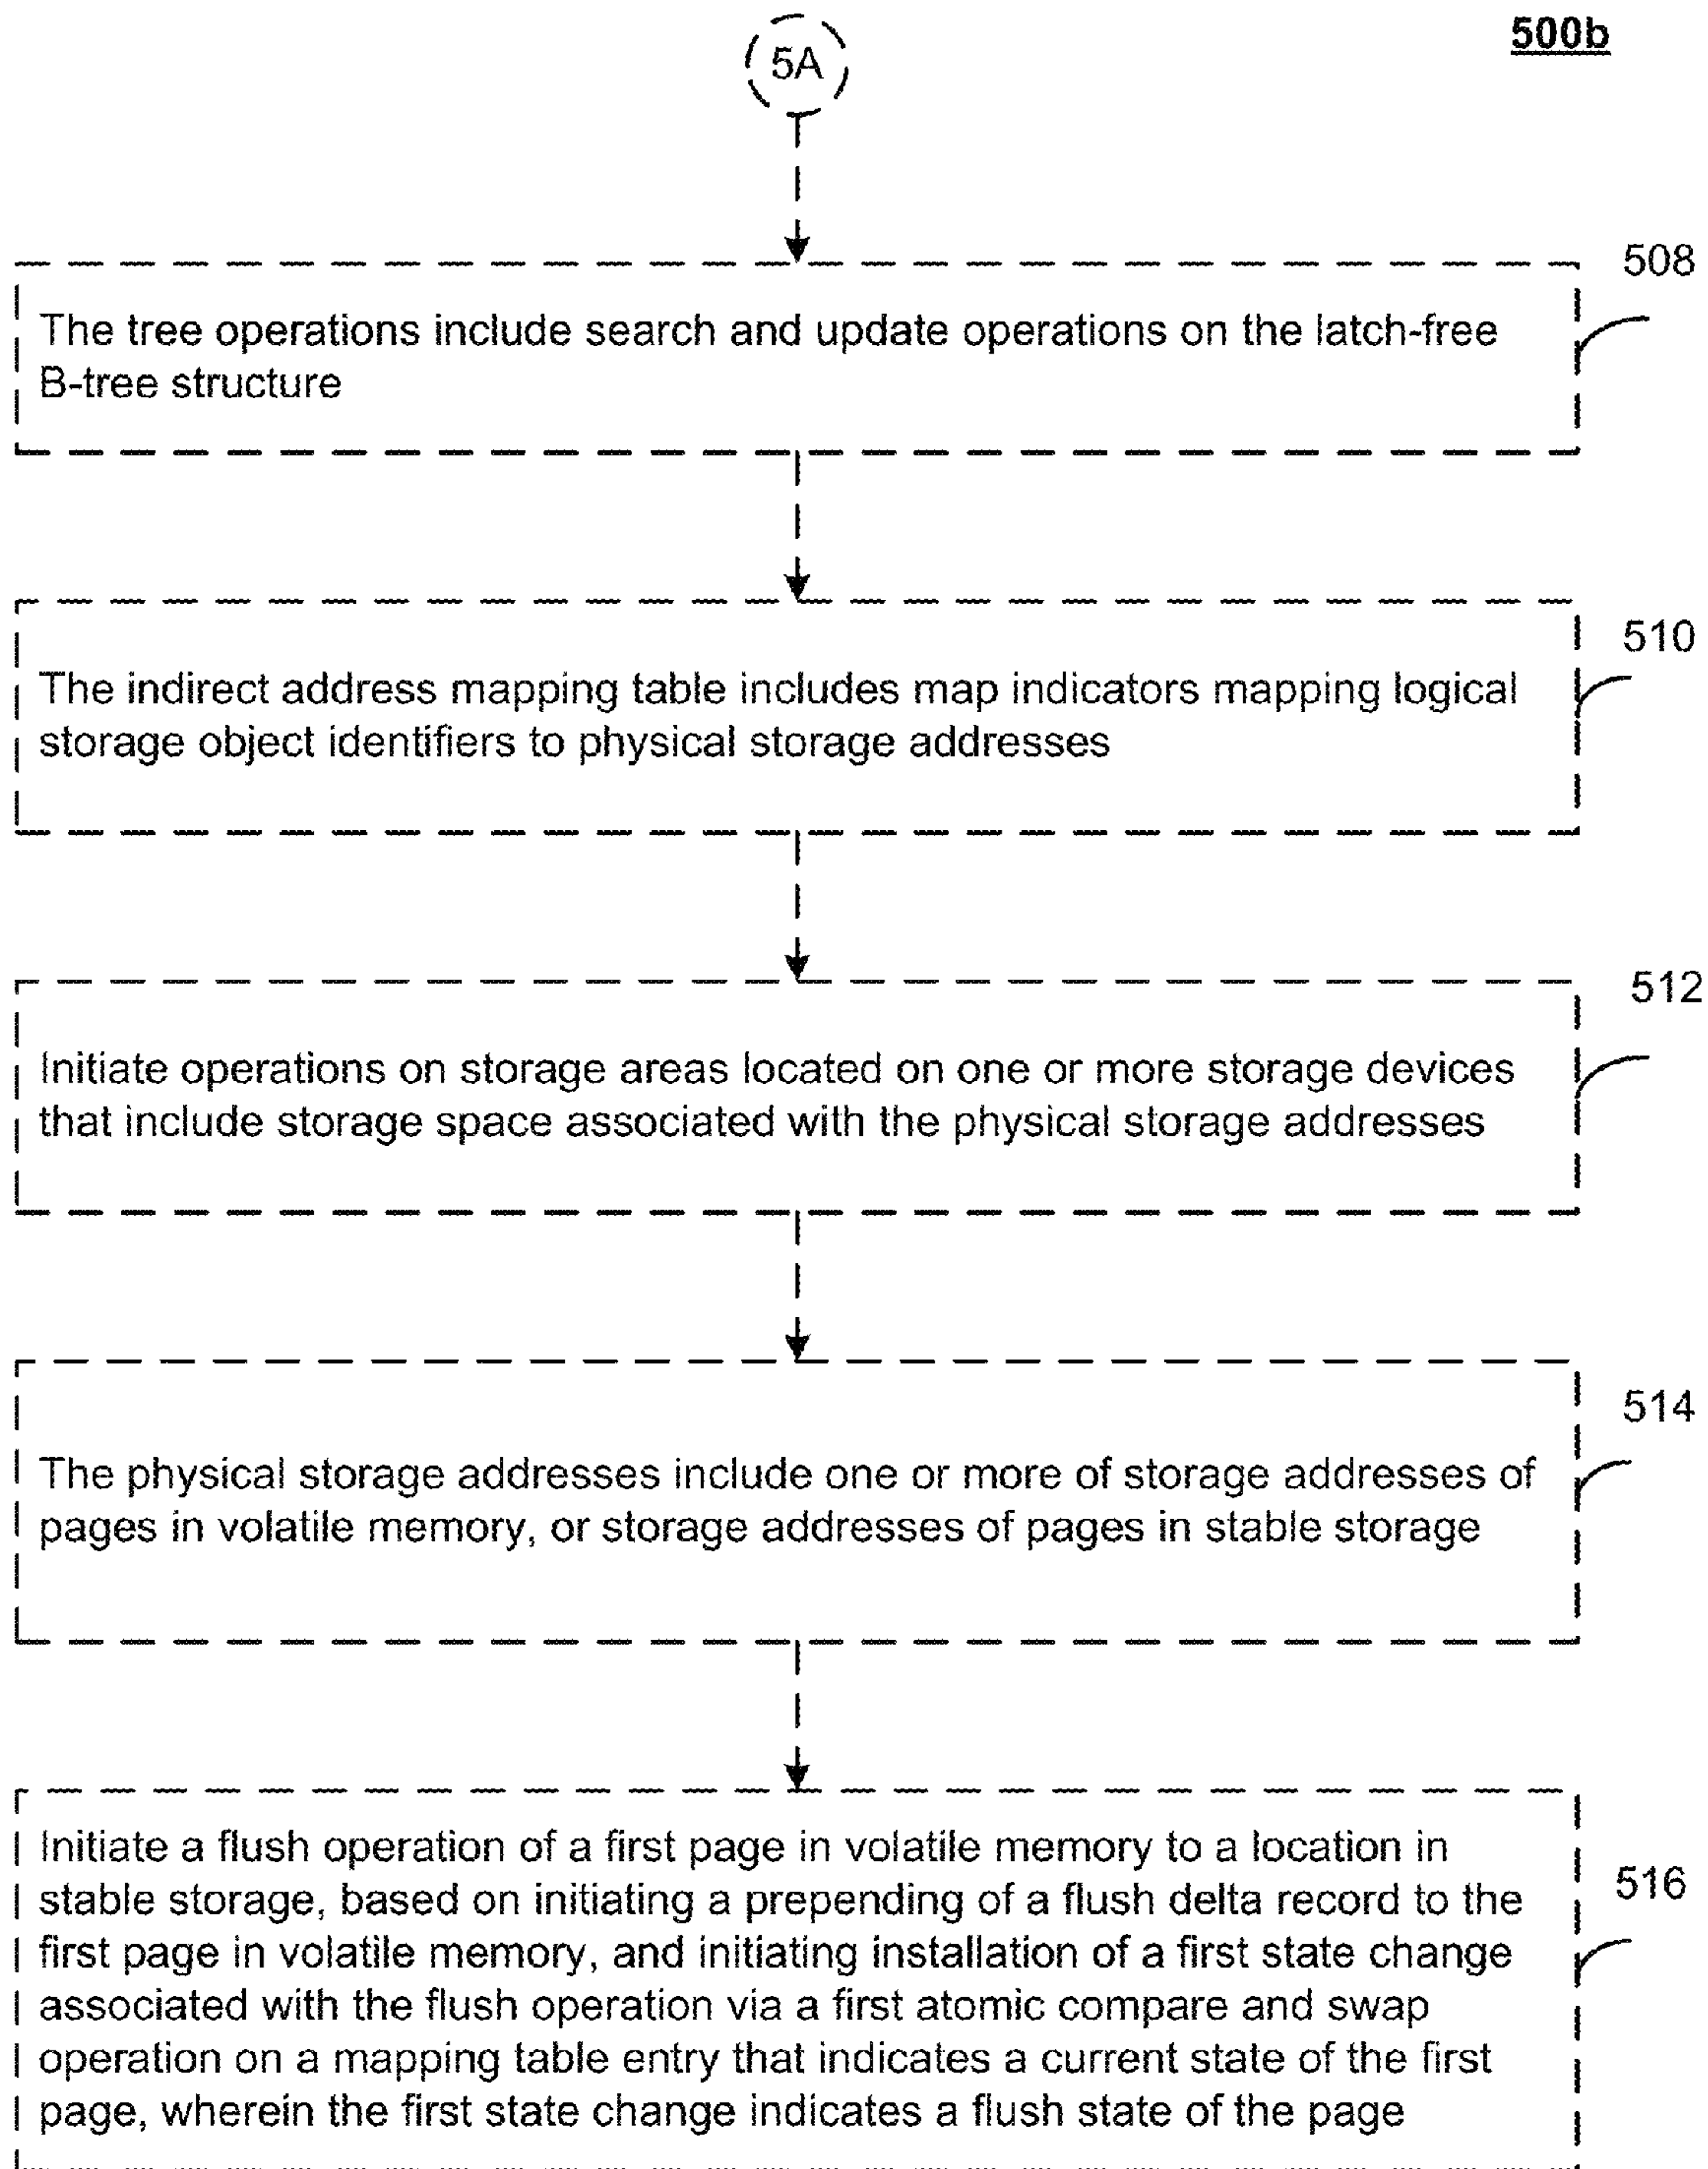 500b
5A
508
The tree operations include search and update operations on the latch-free
B-tree structure
510
The indirect address mapping table includes map indicators mapping logical
storage object identifiers to physical storage addresses
512
Initiate operations on storage areas located on one or more storage devices
that include storage space associated with the physical storage addresses
514
The physical storage addresses include one or more of storage addresses of
pages in volatile memory, or storage addresses of pages in stable storage
516
Initiate a flush operation of a first page in volatile memory to a location in
stable storage, based on initiating a prepending of a flush delta record to the
first page in volatile memory, and initiating installation of a first state change
associated with the flush operation via a first atomic compare and swap
operation on a mapping table entry that indicates a current state of the first
page, wherein the first state change indicates a flush state of the page